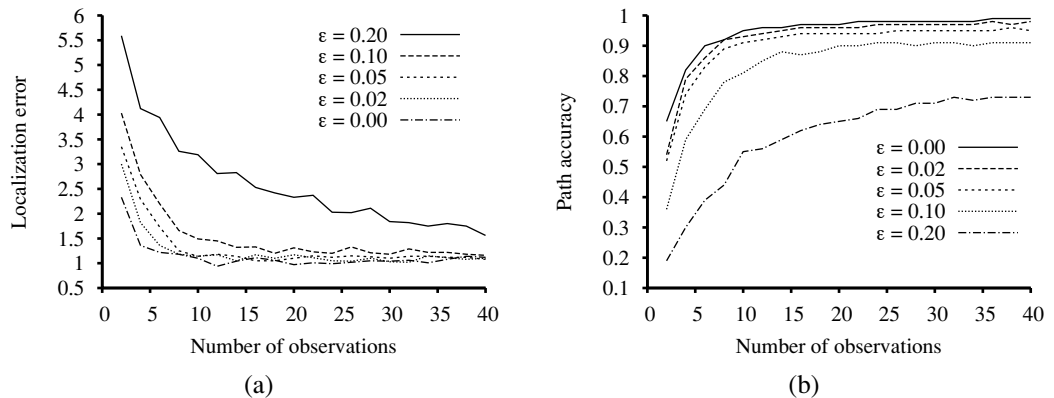 6
5.5
5
4.5
4
3.5
3
2.5
2
1.5
1
0.5
Localization error
ε = 0.20
ε = 0.10
ε = 0.05
ε = 0.02
ε = 0.00
0 5 10 15 20 25 30 35 40
Number of observations
(a)
1
0.9
0.8
0.7
0.6
0.5
0.4
0.3
0.2
0.1
Path accuracy
ε = 0.00
ε = 0.02
ε = 0.05
ε = 0.10
ε = 0.20
0 5 10 15 20 25 30 35 40
Number of observations
(b)